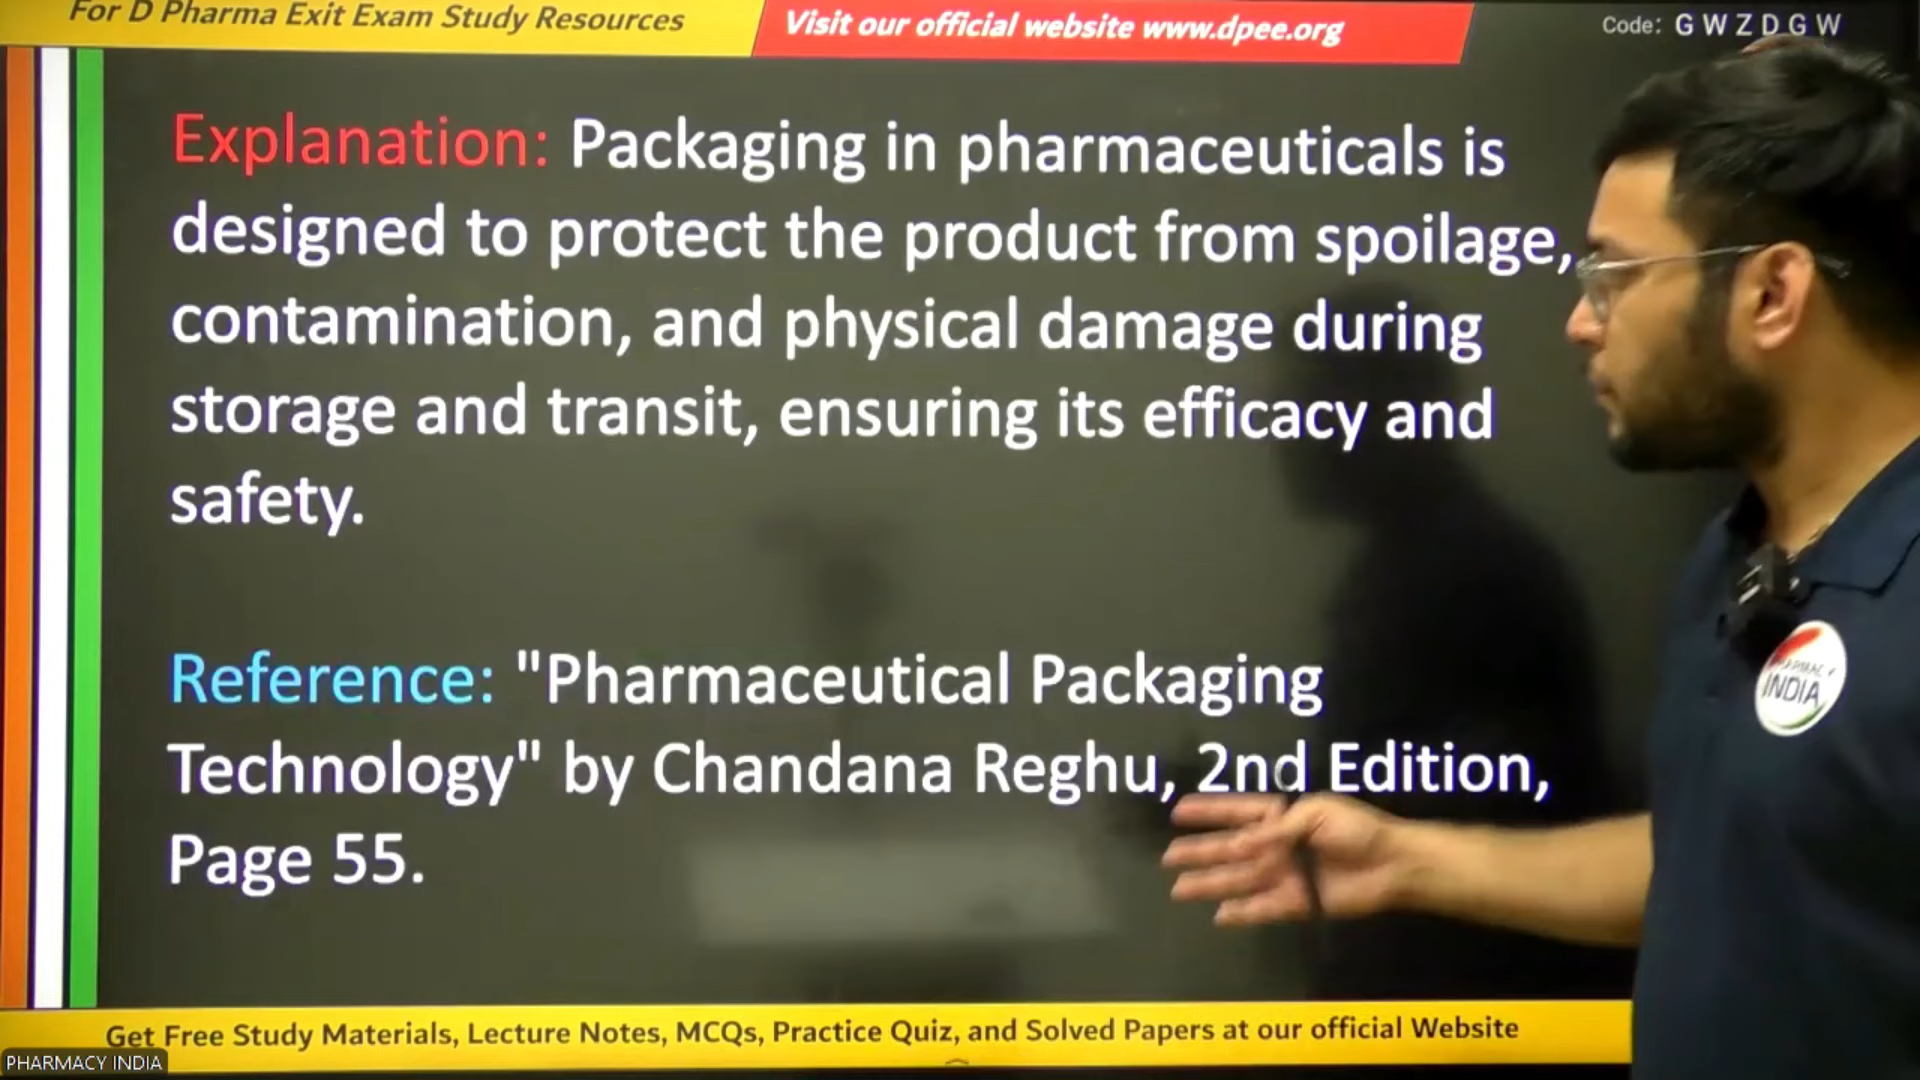 For D Pharma Exit Exam Study Resources
Visit our official website www.dpee.org
Code: G W Z D G W
Explanation: Packaging in pharmaceuticals is
designed to protect the product from spoilage,
contamination, and physical damage during
storage and transit, ensuring its efficacy and
safety.
Reference: "Pharmaceutical Packaging
Technology" by Chandana Reghu, 2nd Edition,
Page 55.
INDIA
Get Free Study Materials, Lecture Notes, MCQs, Practice Quiz, and Solved Papers at our official Website
PHARMACY INDIA